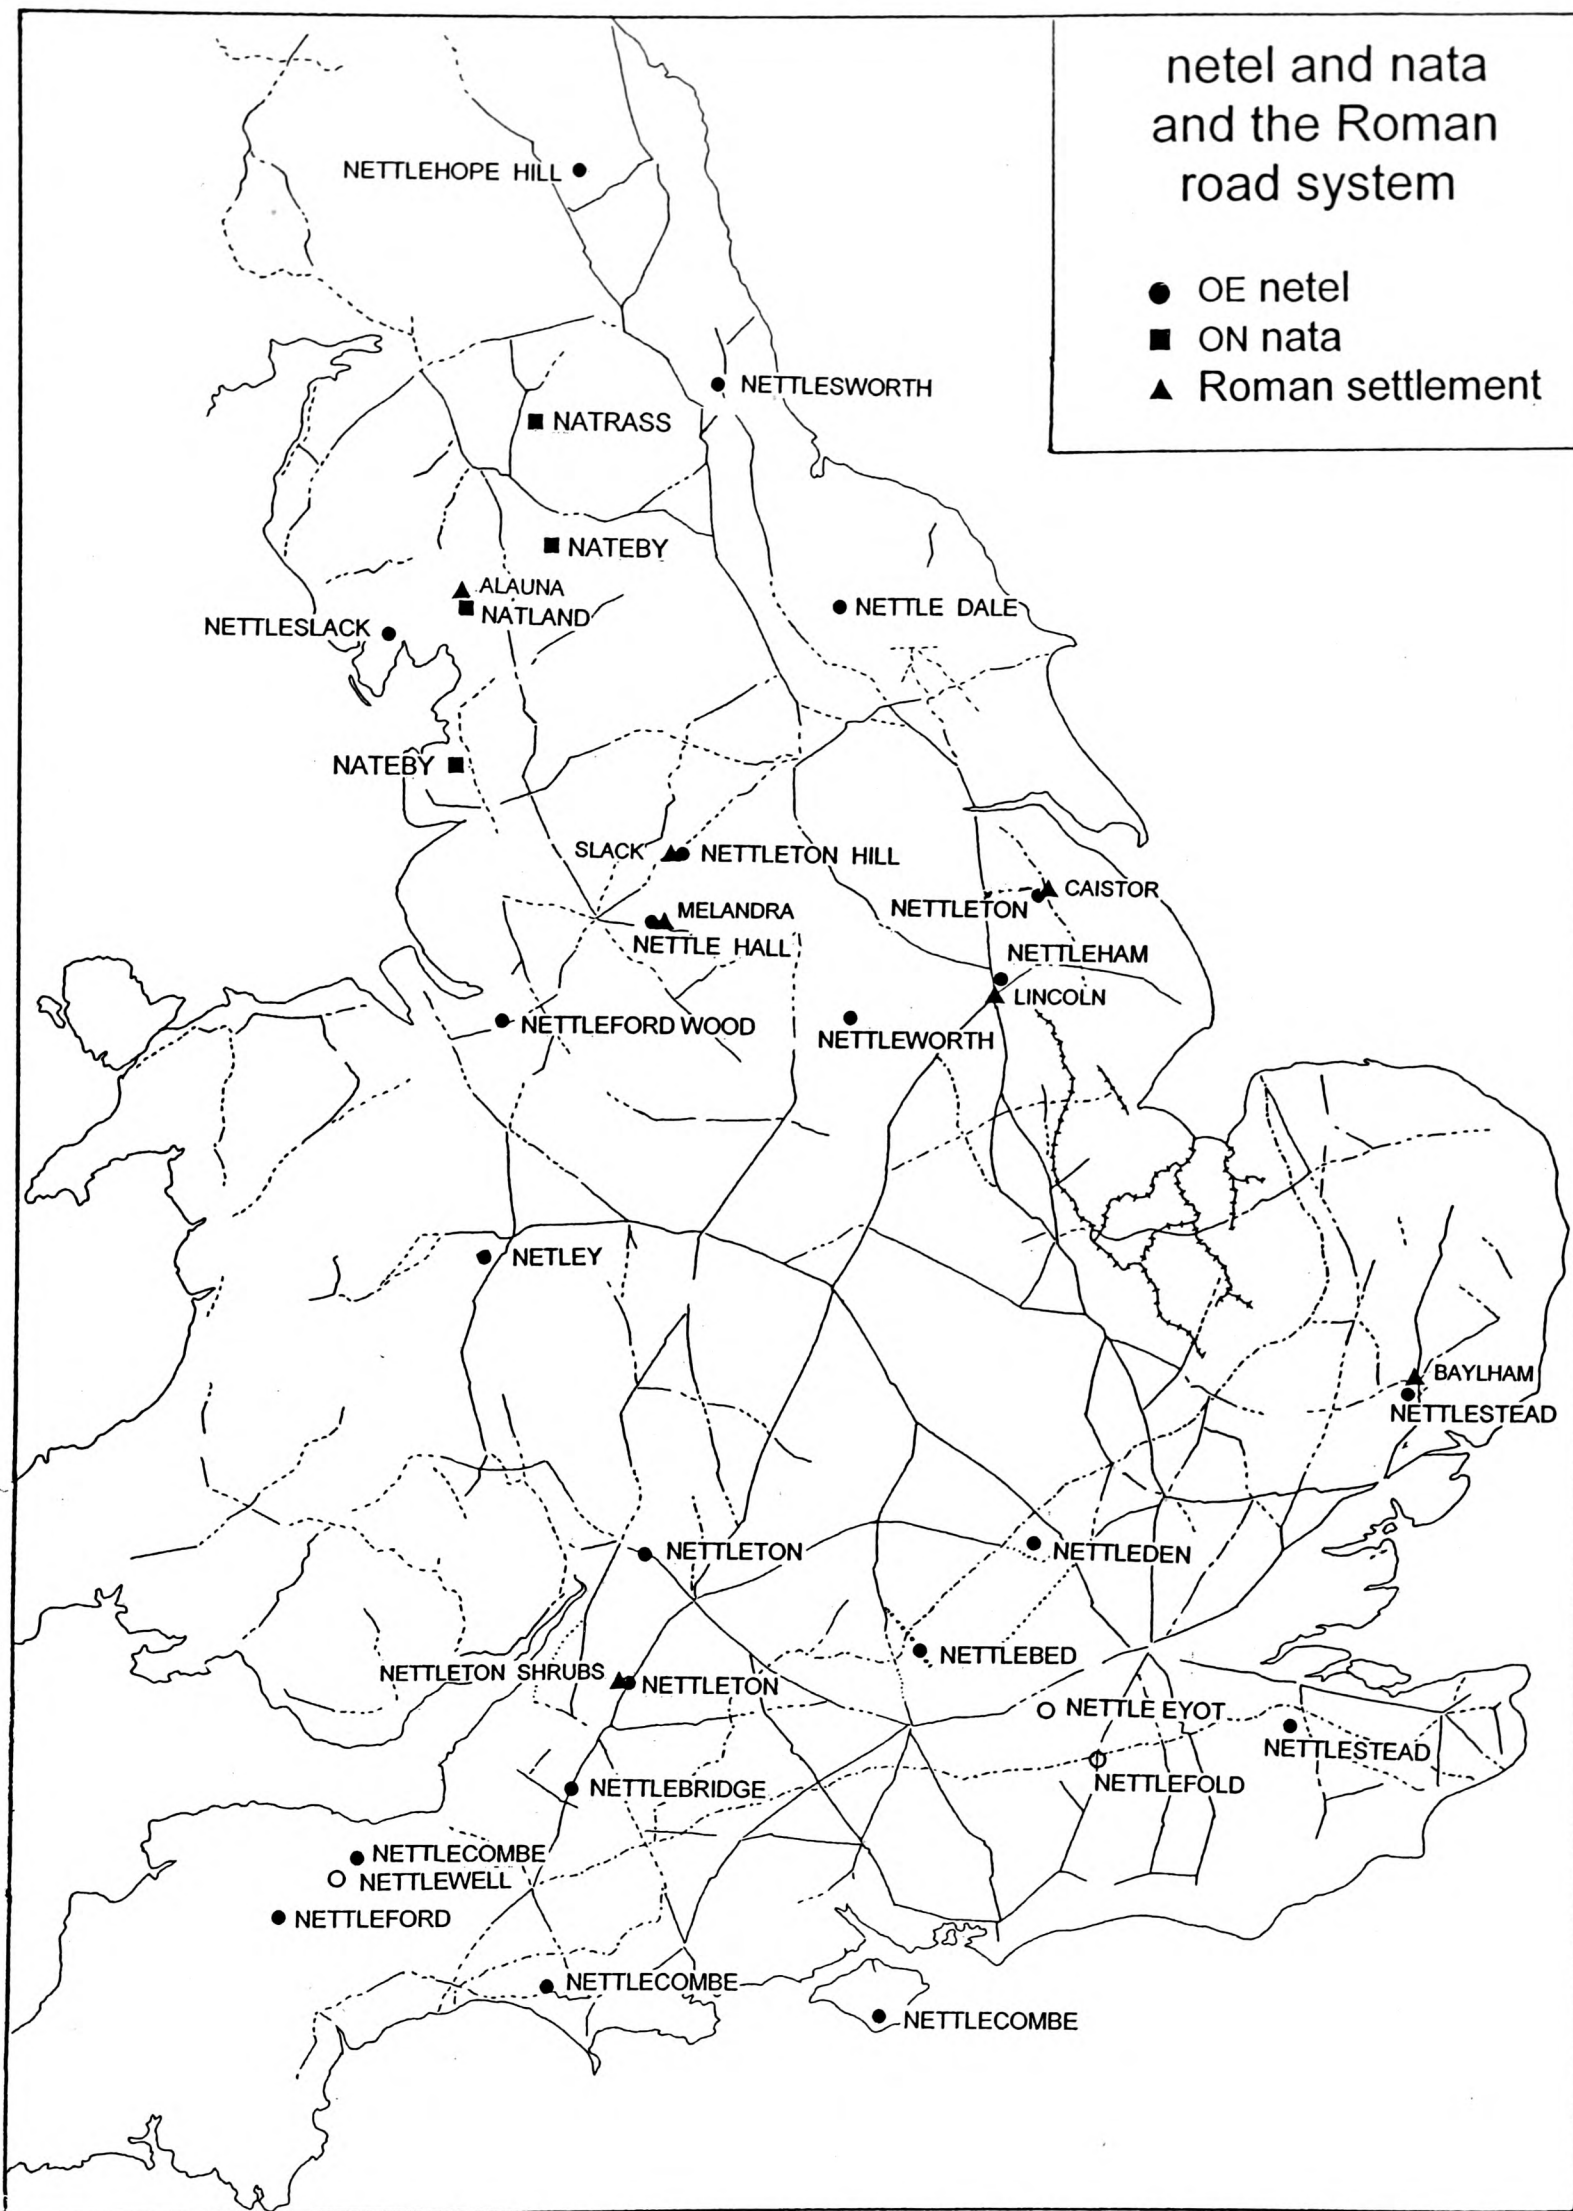 netel and nata
and the Roman
road system
OE netel
ON nata
Roman settlement
NETTLEHOPE HILL
NETTLESWORTH
NATRASS
NATEBY
ALAUNA
NATLAND
NETTLE DALE
NETTLESLACK
NATEBY
SLACK
NETTLETON HILL
CAISTOR
NETTLETON
MELANDRA
NETTLE HALL
NETTLEHAM
LINCOLN
NETTLEFORD WOOD
NETTLEWORTH
NETLEY
BAYLHAM
NETTLESTEAD
NETTLETON
NETTLEDEN
NETTLEBED
NETTLETON SHRUBS
NETTLETON
NETTLE EYOT
NETTLESTEAD
NETTLEFOLD
NETTLEBRIDGE
NETTLECOMBE
NETTLEWELL
NETTLEFORD
NETTLECOMBE
NETTLECOMBE